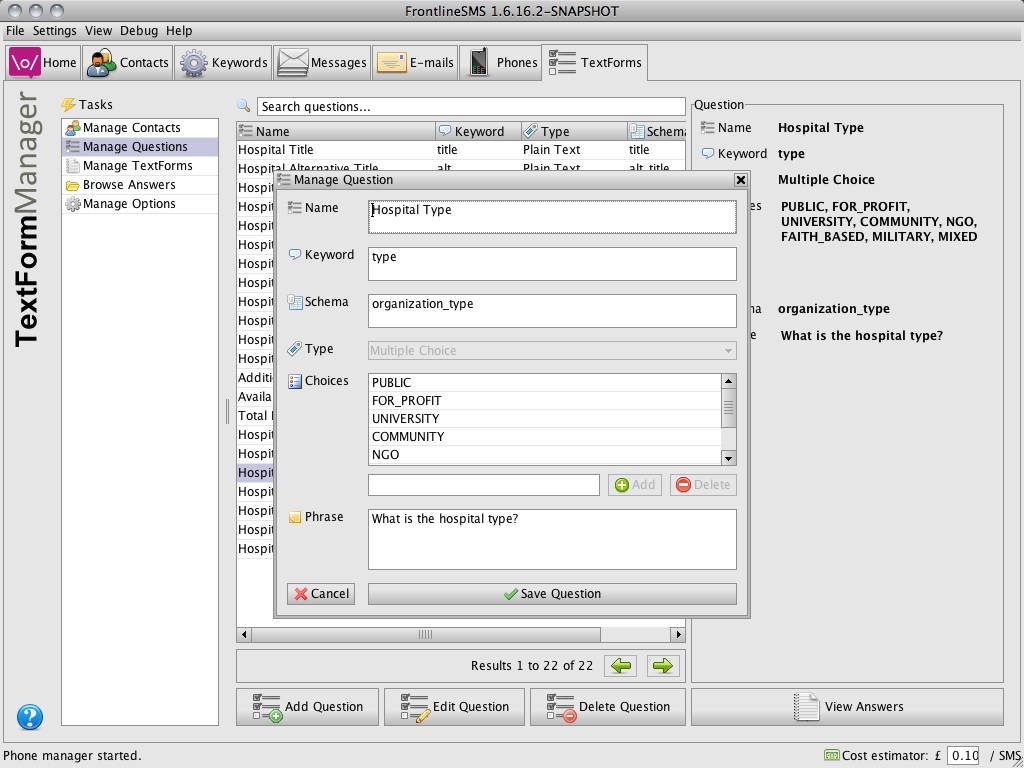 FrontlineSMS 1.6.16.2-SNAPSHOT
File Settings View Debug Help
\o/ Home Contacts Keywords Messages E-mails Phones TextForms
TextFormManager
Tasks
Manage Contacts
Manage Questions
Manage TextForms
Browse Answers
Manage Options
Search questions...
Name Keyword Type Schema
Hospital Title title Plain Text title
Hospital Alternative Title alt Plain Text alt_title
Hospit
Hospit
Hospit
Hospit
Hospit
Hospit
Hospit
Hospit
Hospit
Hospit
Additi
Availa
Total
Hospit
Hospit
Hospit
Hospit
Hospit
Hospit
Hospit
Manage Question
Name Hospital Type
Keyword type
Schema organization_type
Type Multiple Choice
Choices PUBLIC
FOR_PROFIT
UNIVERSITY
COMMUNITY
NGO
Add Delete
Phrase What is the hospital type?
Cancel Save Question
Results 1 to 22 of 22
Add Question Edit Question Delete Question
Question
Name Hospital Type
Keyword type
Multiple Choice
es PUBLIC, FOR_PROFIT,
UNIVERSITY, COMMUNITY, NGO,
FAITH_BASED, MILITARY, MIXED
na organization_type
e What is the hospital type?
View Answers
?
Phone manager started.
Cost estimator: £ 0.10 / SMS